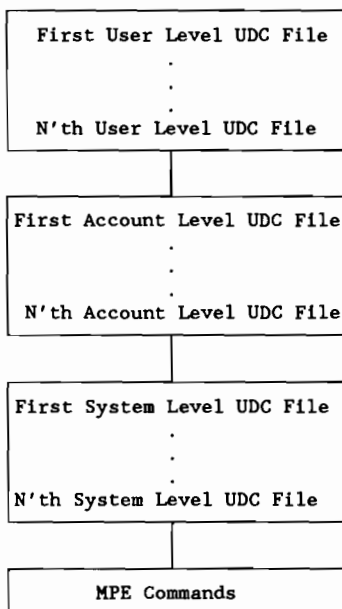 First User Level UDC File
.
.
.
N'th User Level UDC File
First Account Level UDC File
.
.
.
N'th Account Level UDC File
First System Level UDC File
.
.
.
N'th System Level UDC File
MPE Commands